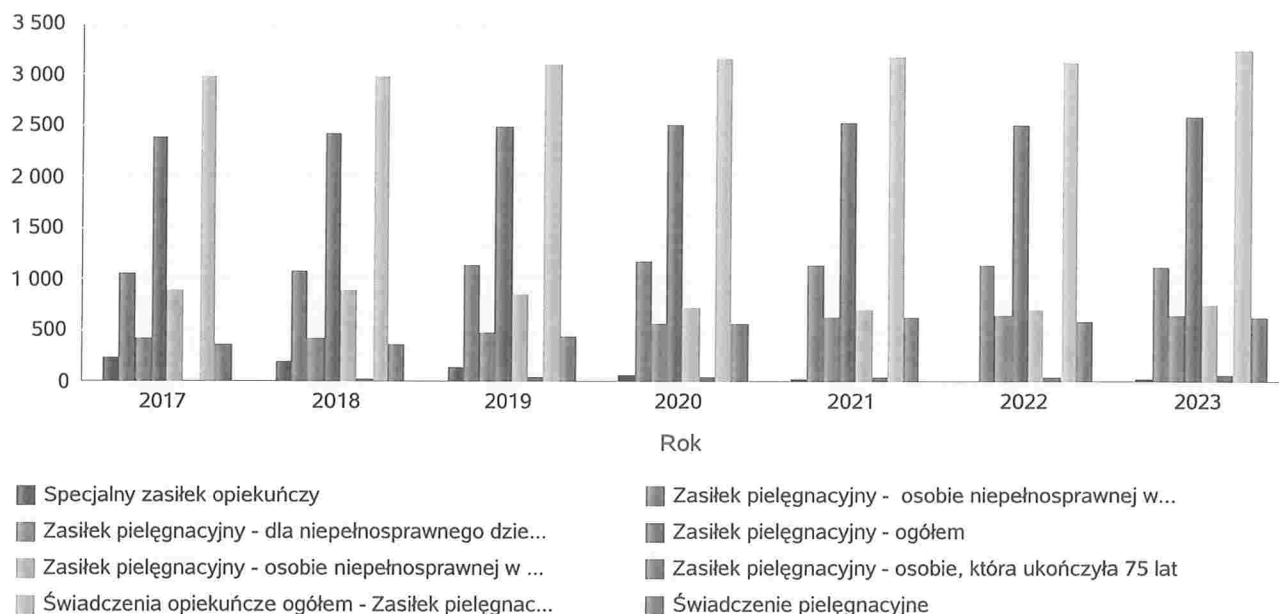 3 500
3 000
2 500
2 000
1 500
1 000
500
0
2017 2018 2019 2020 2021 2022 2023
Rok
Specjalny zasiłek opiekuńczy
Zasiłek pielęgnacyjny - osobie niepełnosprawnej w...
Zasiłek pielęgnacyjny - dla niepełnosprawnego dzie...
Zasiłek pielęgnacyjny - ogółem
Zasiłek pielęgnacyjny - osobie niepełnosprawnej w ...
Zasiłek pielęgnacyjny - osobie, która ukończyła 75 lat
Świadczenia opiekuńcze ogółem - Zasiłek pielęgnac...
Świadczenie pielęgnacyjne